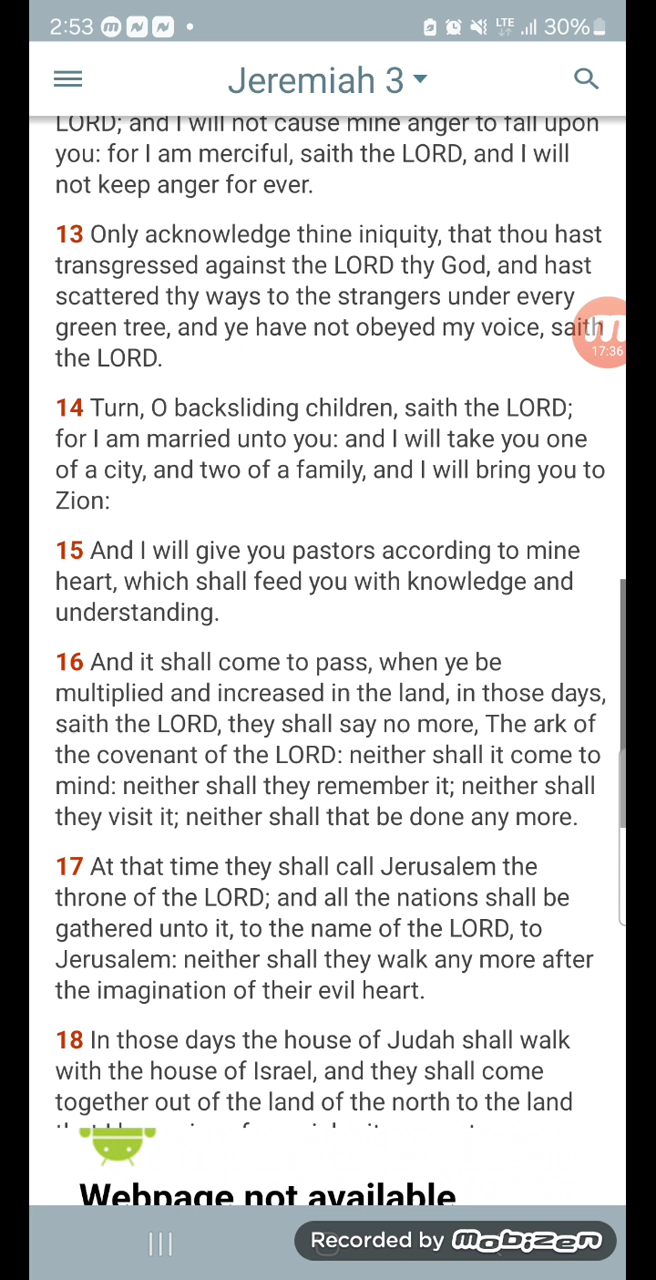 2:53
LTE 30%
Jeremiah 3
LORD; and I will not cause mine anger to fall upon
you: for I am merciful, saith the LORD, and I will
not keep anger for ever.
13 Only acknowledge thine iniquity, that thou hast
transgressed against the LORD thy God, and hast
scattered thy ways to the strangers under every
green tree, and ye have not obeyed my voice, saith
the LORD.
17:36
14 Turn, O backsliding children, saith the LORD;
for I am married unto you: and I will take you one
of a city, and two of a family, and I will bring you to
Zion:
15 And I will give you pastors according to mine
heart, which shall feed you with knowledge and
understanding.
16 And it shall come to pass, when ye be
multiplied and increased in the land, in those days,
saith the LORD, they shall say no more, The ark of
the covenant of the LORD: neither shall it come to
mind: neither shall they remember it; neither shall
they visit it; neither shall that be done any more.
17 At that time they shall call Jerusalem the
throne of the LORD; and all the nations shall be
gathered unto it, to the name of the LORD, to
Jerusalem: neither shall they walk any more after
the imagination of their evil heart.
18 In those days the house of Judah shall walk
with the house of Israel, and they shall come
together out of the land of the north to the land
Webpage not available
Recorded by mobizen